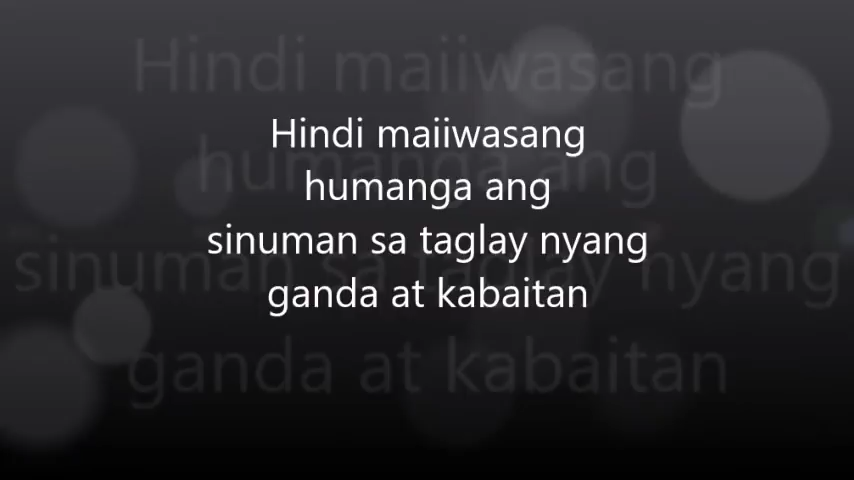 Hindi maiiwasang
humanga ang
sinuman sa taglay nyang
ganda at kabaitan